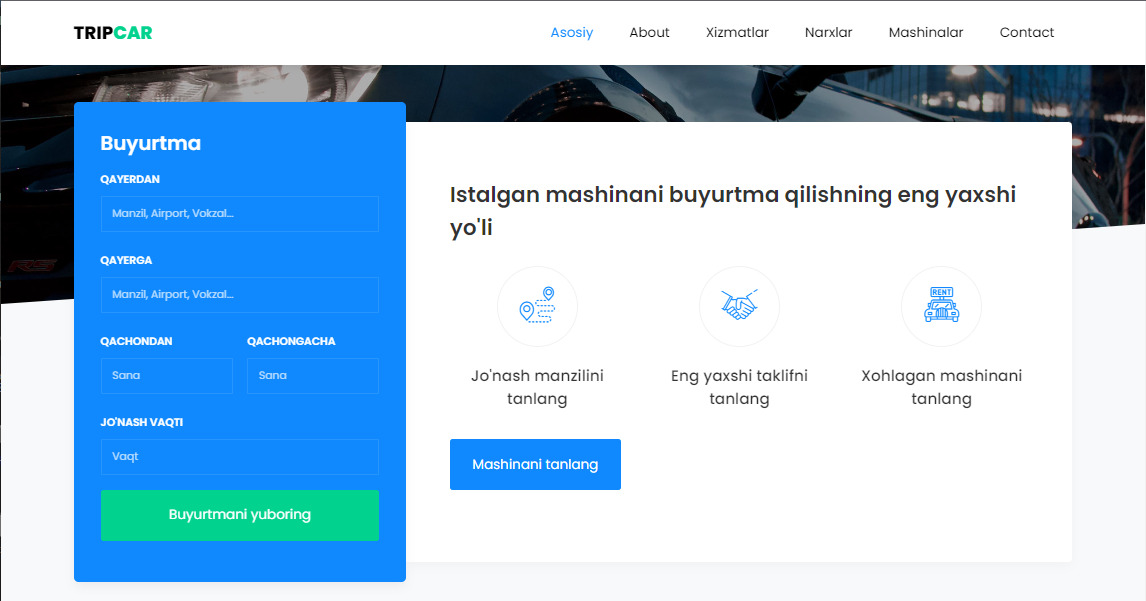 TRIPCAR
Asosiy About Xizmatlar Narxlar Mashinalar Contact
Buyurtma
QAYERDAN
Manzil, Airport, Vokzal...
QAYERGA
Manzil, Airport, Vokzal...
QACHONDAN QACHONGACHA
Sana Sana
JO'NASH VAQTI
Vaqt
Buyurtmani yuboring
Istalgan mashinani buyurtma qilishning eng yaxshi
yo'li
RENT
Jo'nash manzilini
tanlang
Eng yaxshi taklifni
tanlang
Xohlagan mashinani
tanlang
Mashinani tanlang
RS